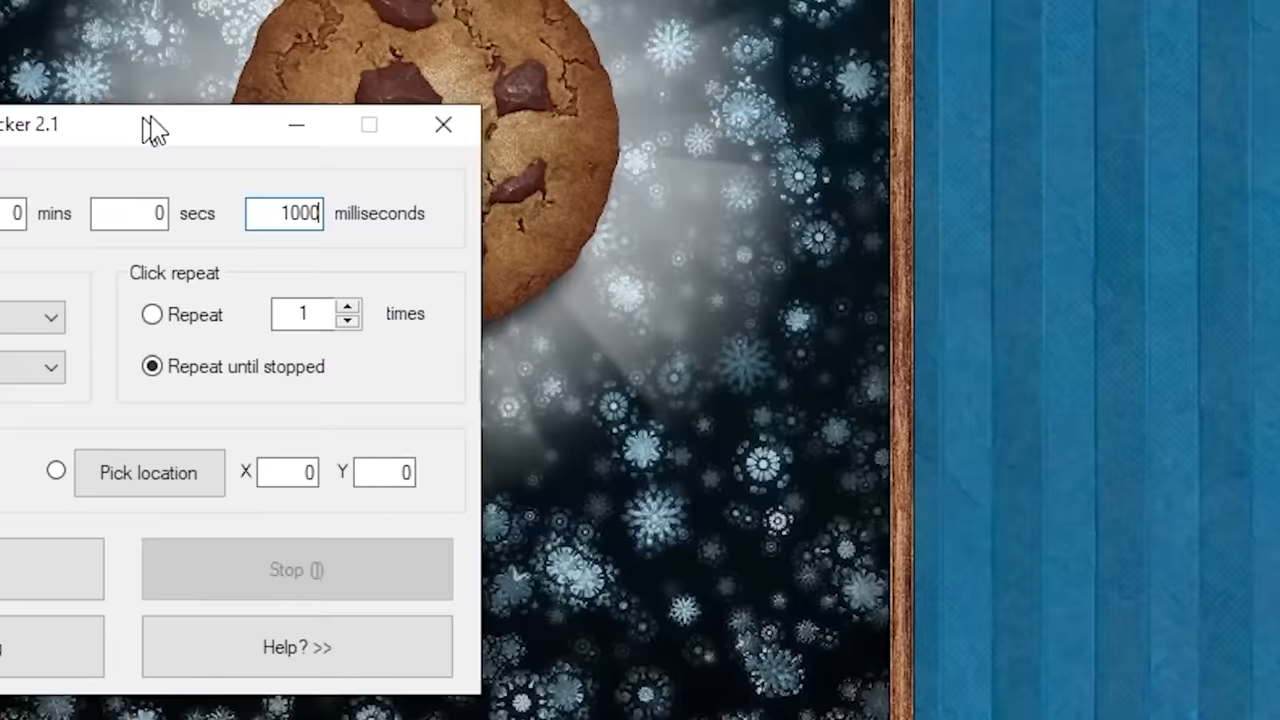 cker 2.1
0 mins 0 secs 1000 milliseconds
Click repeat
Repeat 1 times
Repeat until stopped
Pick location X 0 Y 0
Stop (])
Help? >>